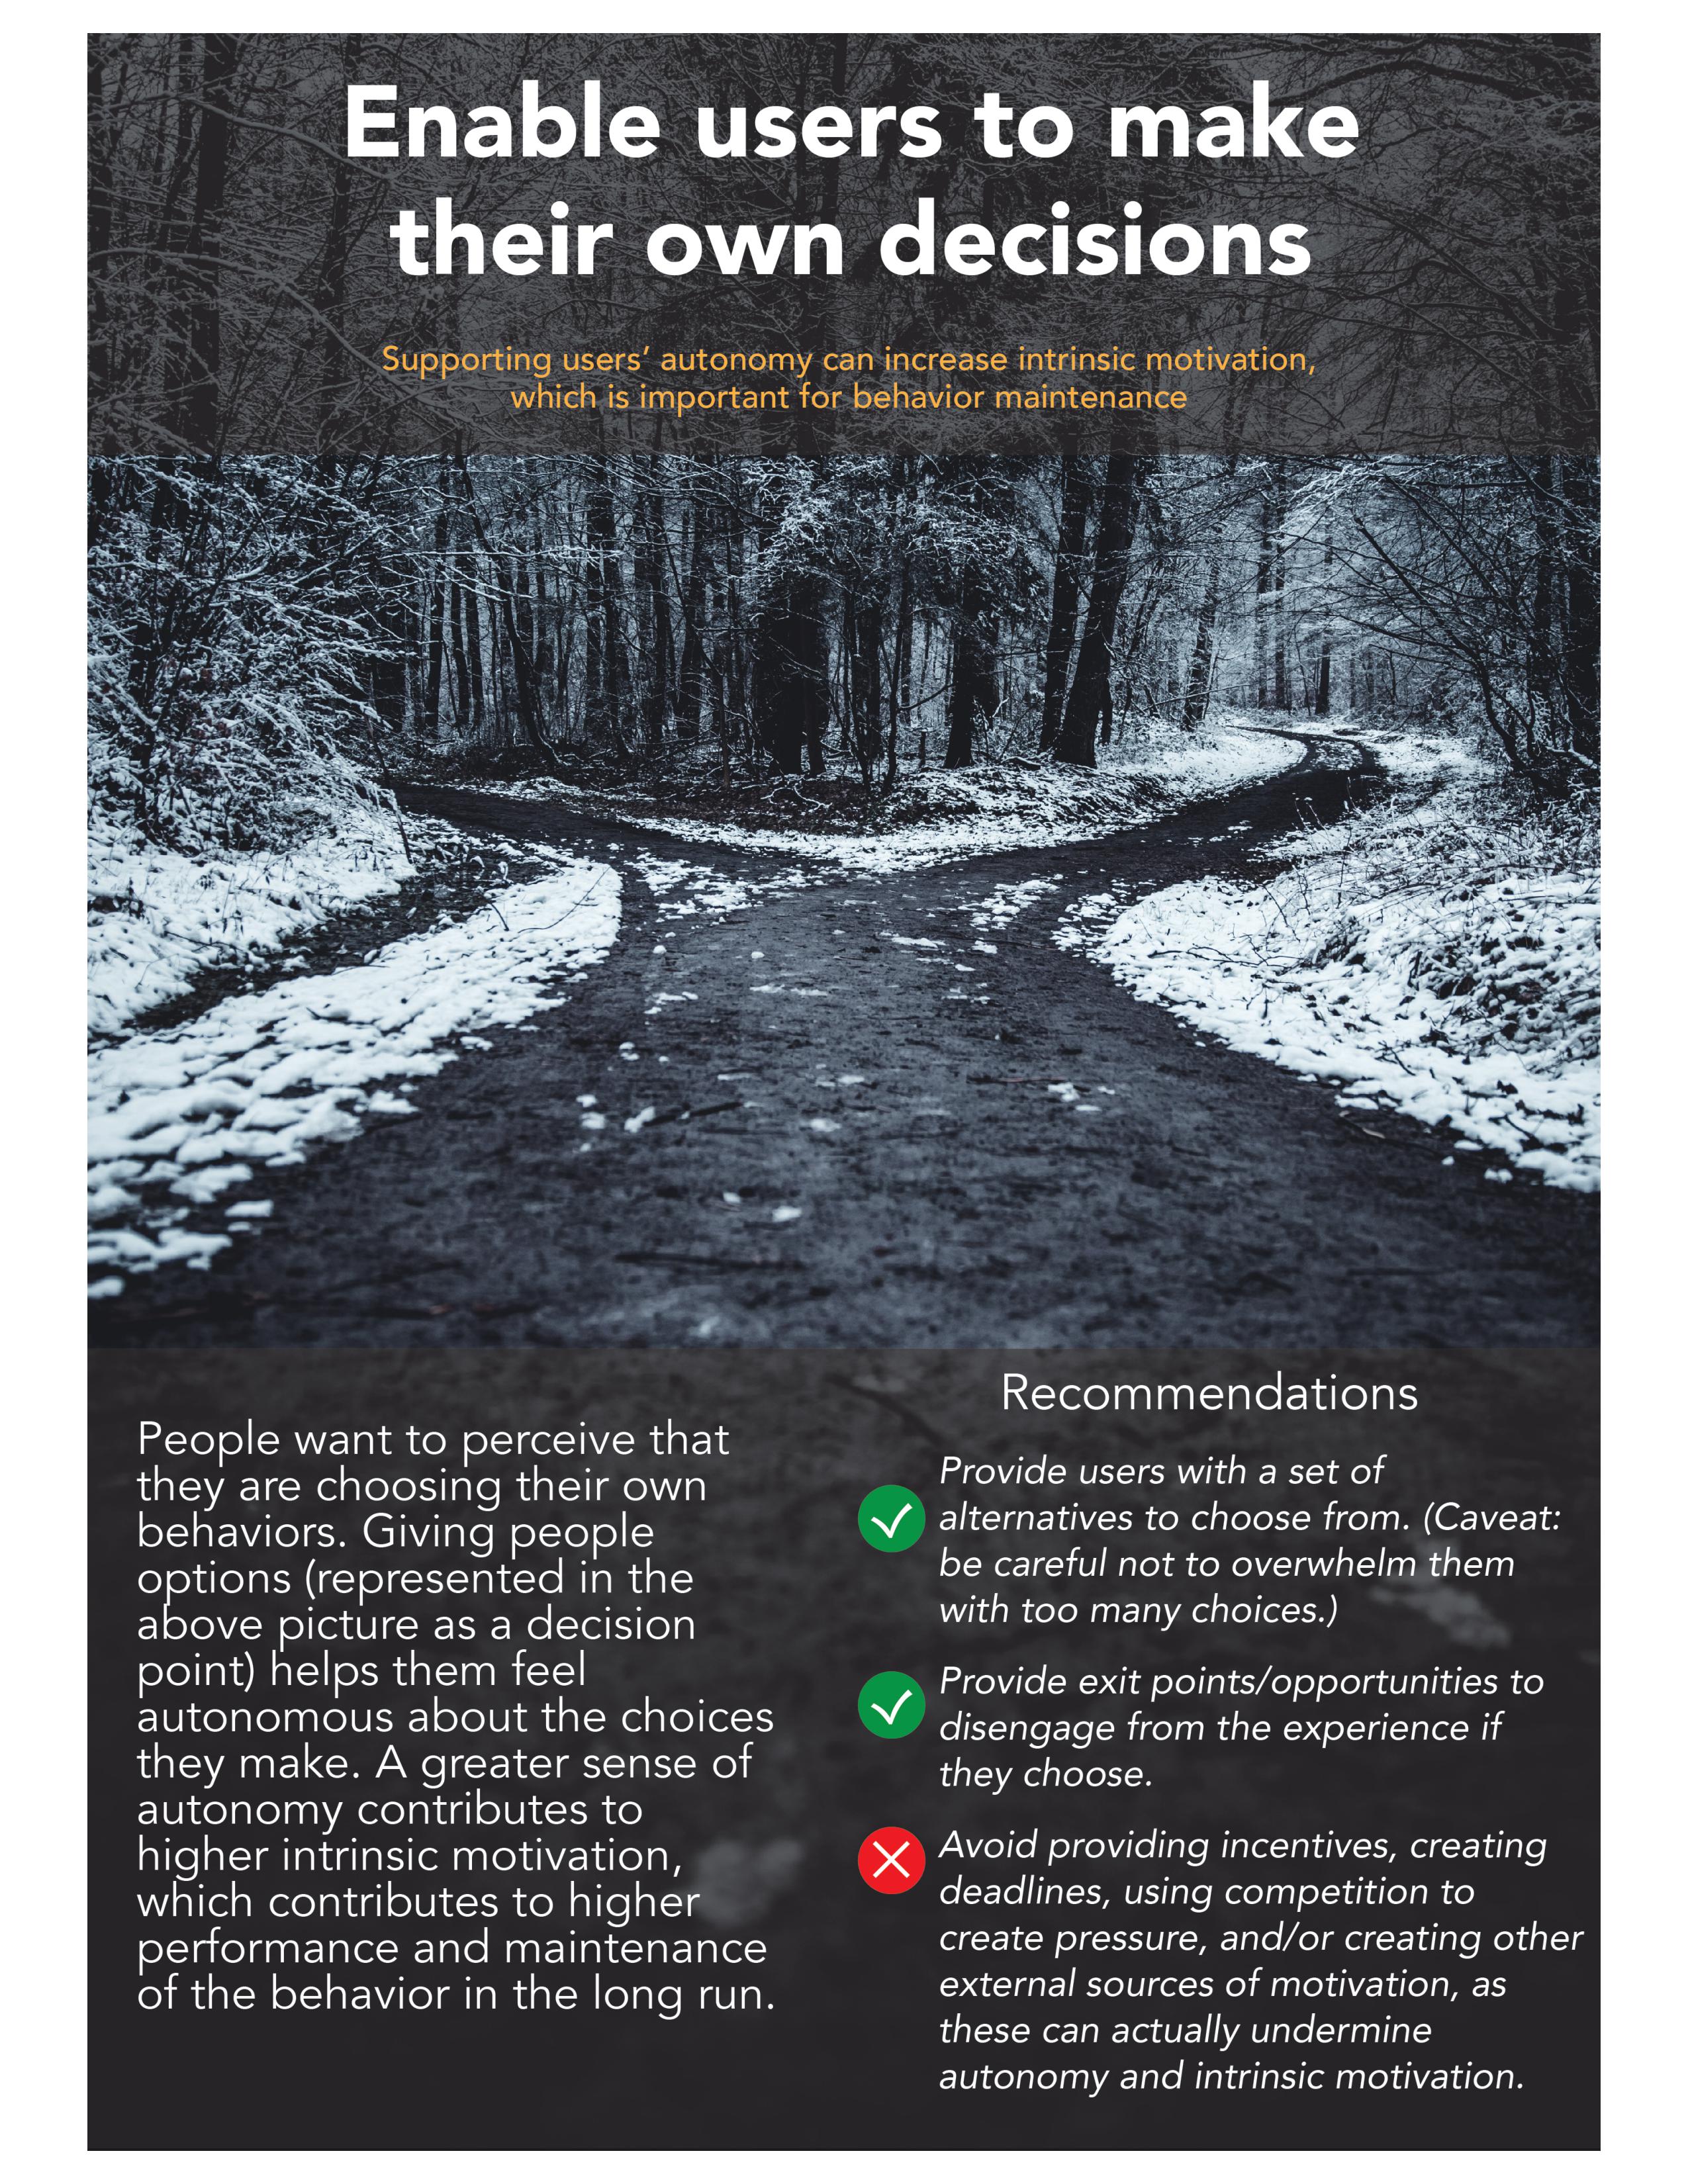 Enable users to make
their own decisions
Supporting users’ autonomy can increase intrinsic motivation,
which is important for behavior maintenance
People want to perceive that
they are choosing their own
behaviors. Giving people
options (represented in the
above picture as a decision
point) helps them feel
autonomous about the choices
they make. A greater sense of
autonomy contributes to
higher intrinsic motivation,
which contributes to higher
performance and maintenance
of the behavior in the long run.
Recommendations
Provide users with a set of
alternatives to choose from. (Caveat:
be careful not to overwhelm them
with too many choices.)
Provide exit points/opportunities to
disengage from the experience if
they choose.
Avoid providing incentives, creating
deadlines, using competition to
create pressure, and/or creating other
external sources of motivation, as
these can actually undermine
autonomy and intrinsic motivation.